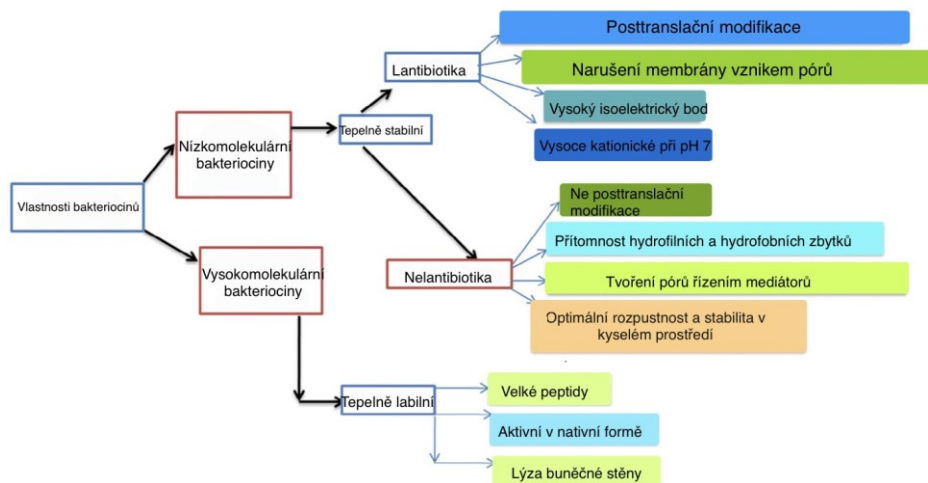 Vlastnosti bakteriocinů
Nízkomolekulární
bakteriociny
Tepelně stabilní
Lantibiotika
Posttranslační modifikace
Narušení membrány vznikem pórů
Vysoký isoelektrický bod
Vysoce kationické při pH 7
Nelantibiotika
Ne posttranslační
modifikace
Přítomnost hydrofilních a hydrofobních zbytků
Tvoření pórů řízením mediátorů
Optimální rozpustnost a stabilita v
kyselém prostředí
Vysokomolekulární
bakteriociny
Tepelně labilní
Velké peptidy
Aktivní v nativní formě
Lýza buněčné stěny